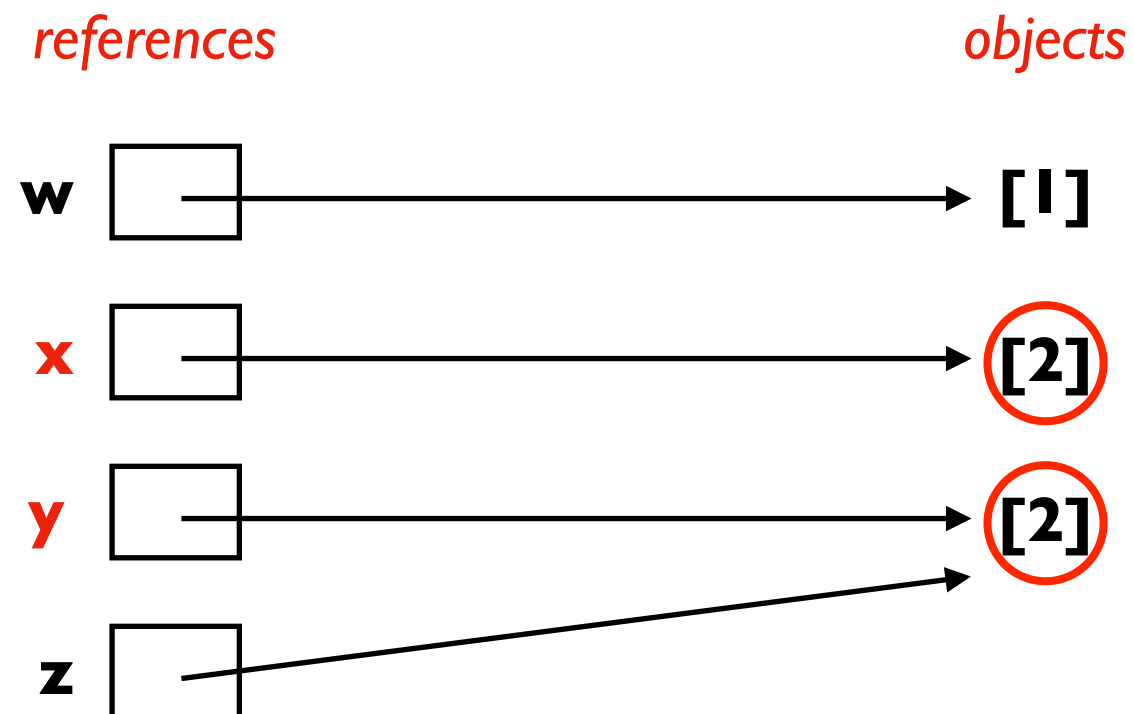 references objects
w [1]
x [2]
y [2]
z